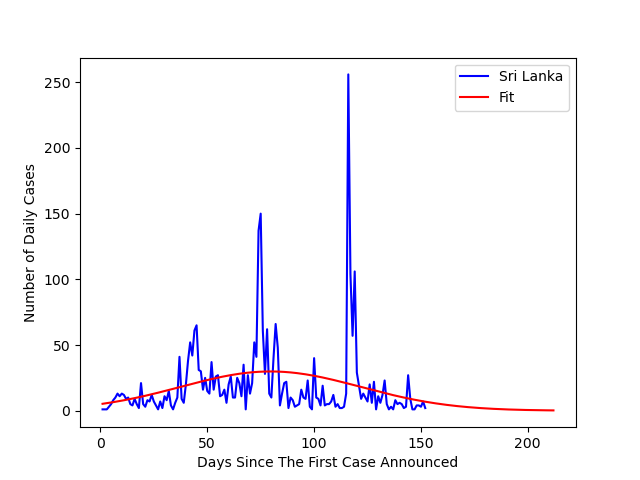 Sri Lanka
Fit
250
200
150
100
50
0
Number of Daily Cases
0 50 100 150 200
Days Since The First Case Announced